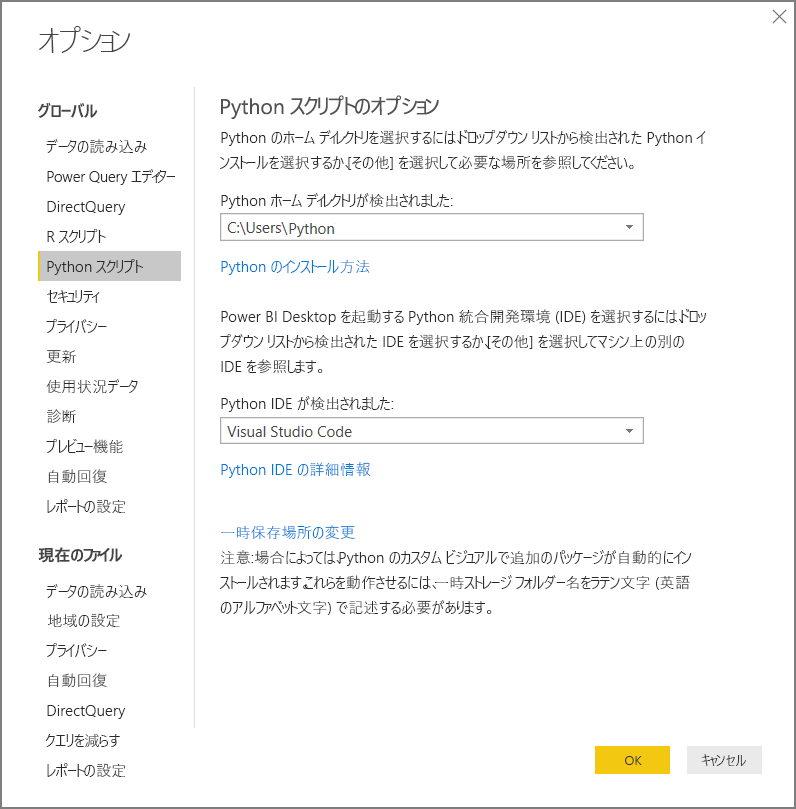 オプション
グローバル
データの読み込み
Power Query エディター
DirectQuery
R スクリプト
Python スクリプト
セキュリティ
プライバシー
更新
使用状況データ
診断
プレビュー機能
自動回復
レポートの設定
現在のファイル
データの読み込み
地域の設定
プライバシー
自動回復
DirectQuery
クエリを減らす
レポートの設定
Python スクリプトのオプション
Python のホーム ディレクトリを選択するには、ドロップダウン リストから検出された Python イ
ンストールを選択するか、[その他] を選択して必要な場所を参照してください。
Python ホーム ディレクトリが検出されました:
C:\Users\Python
Python のインストール方法
Power BI Desktop を起動する Python 統合開発環境 (IDE) を選択するには、ドロッ
プダウン リストから検出された IDE を選択するか、[その他] を選択してマシン上の別の
IDE を参照します。
Python IDE が検出されました:
Visual Studio Code
Python IDE の詳細情報
一時保存場所の変更
注意:場合によっては、Python のカスタム ビジュアルで追加のパッケージが自動的にイン
ストールされます。これらを動作させるには、一時ストレージ フォルダー名をラテン文字 (英語
のアルファベット文字) で記述する必要があります。
OK
キャンセル